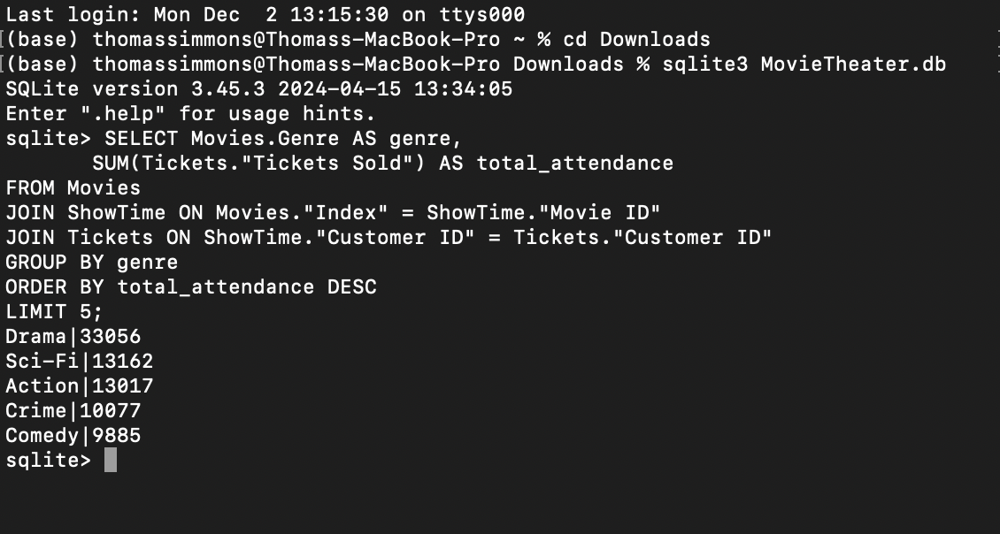 Last login: Mon Dec  2 13:15:30 on ttys000
(base) thomassimmons@Thomass-MacBook-Pro ~ % cd Downloads
(base) thomassimmons@Thomass-MacBook-Pro Downloads % sqlite3 MovieTheater.db
SQLite version 3.45.3 2024-04-15 13:34:05
Enter ".help" for usage hints.
sqlite> SELECT Movies.Genre AS genre,
       SUM(Tickets."Tickets Sold") AS total_attendance
FROM Movies
JOIN ShowTime ON Movies."Index" = ShowTime."Movie ID"
JOIN Tickets ON ShowTime."Customer ID" = Tickets."Customer ID"
GROUP BY genre
ORDER BY total_attendance DESC
LIMIT 5;
Drama|33056
Sci-Fi|13162
Action|13017
Crime|10077
Comedy|9885
sqlite>